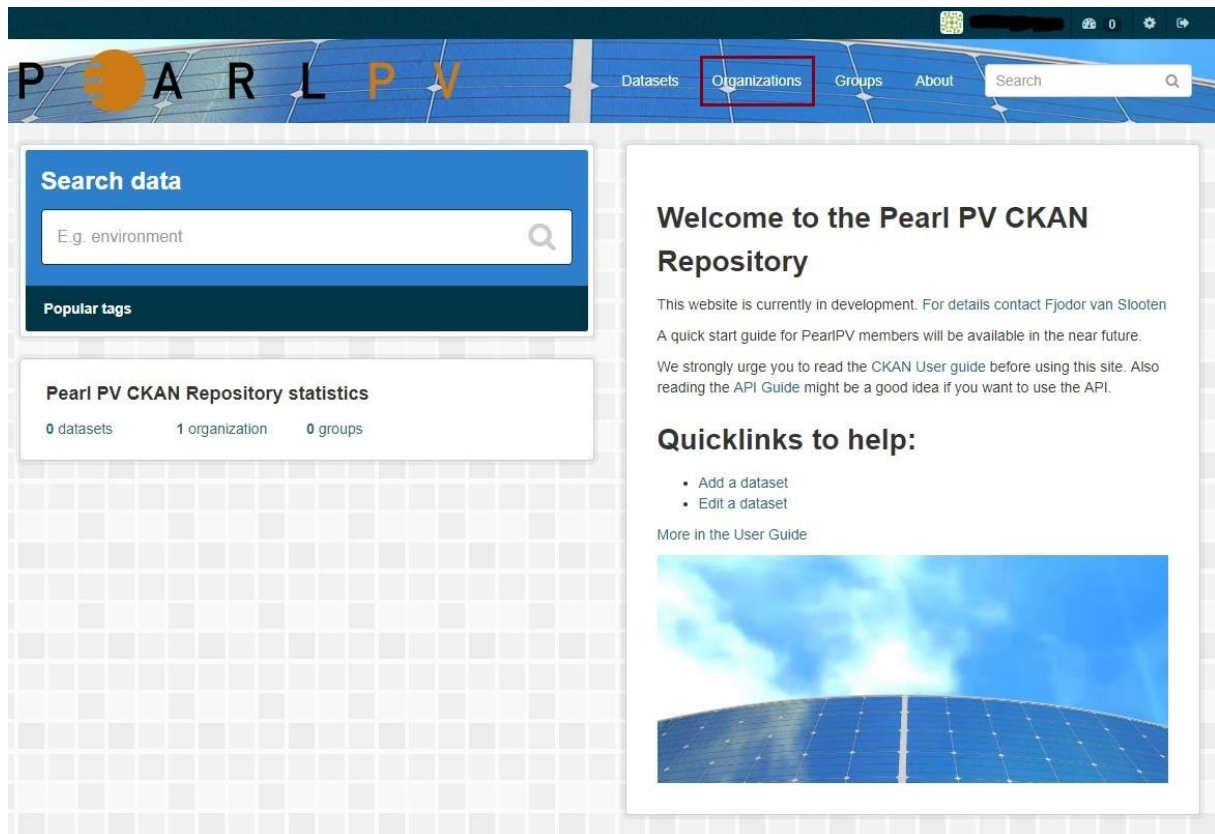 0
PEARL PV
Datasets Organizations Groups About Search
Search data
E.g. environment
Popular tags
Pearl PV CKAN Repository statistics
0 datasets 1 organization 0 groups
Welcome to the Pearl PV CKAN
Repository
This website is currently in development. For details contact Fjodor van Slooten
A quick start guide for PearlPV members will be available in the near future.
We strongly urge you to read the CKAN User guide before using this site. Also
reading the API Guide might be a good idea if you want to use the API.
Quicklinks to help:
• Add a dataset
• Edit a dataset
More in the User Guide